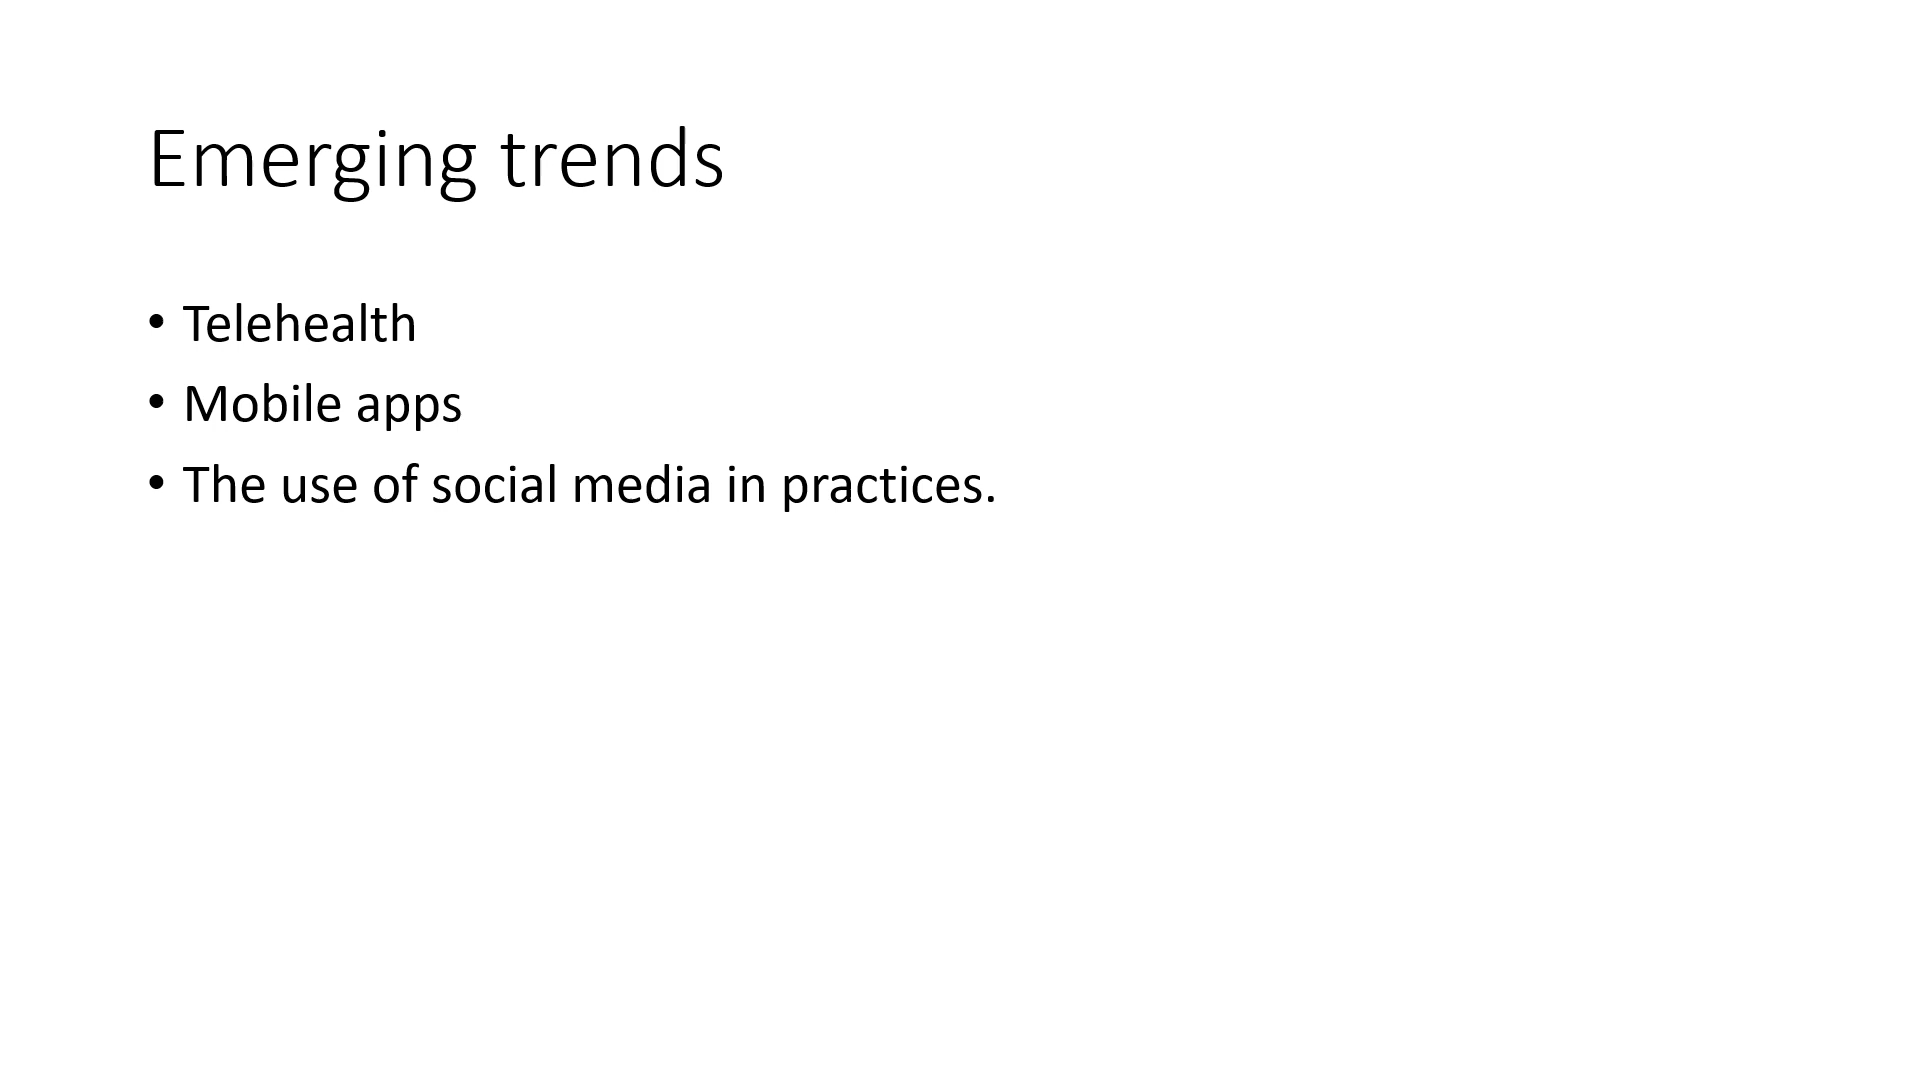 Emerging trends
• Telehealth
• Mobile apps
• The use of social media in practices.